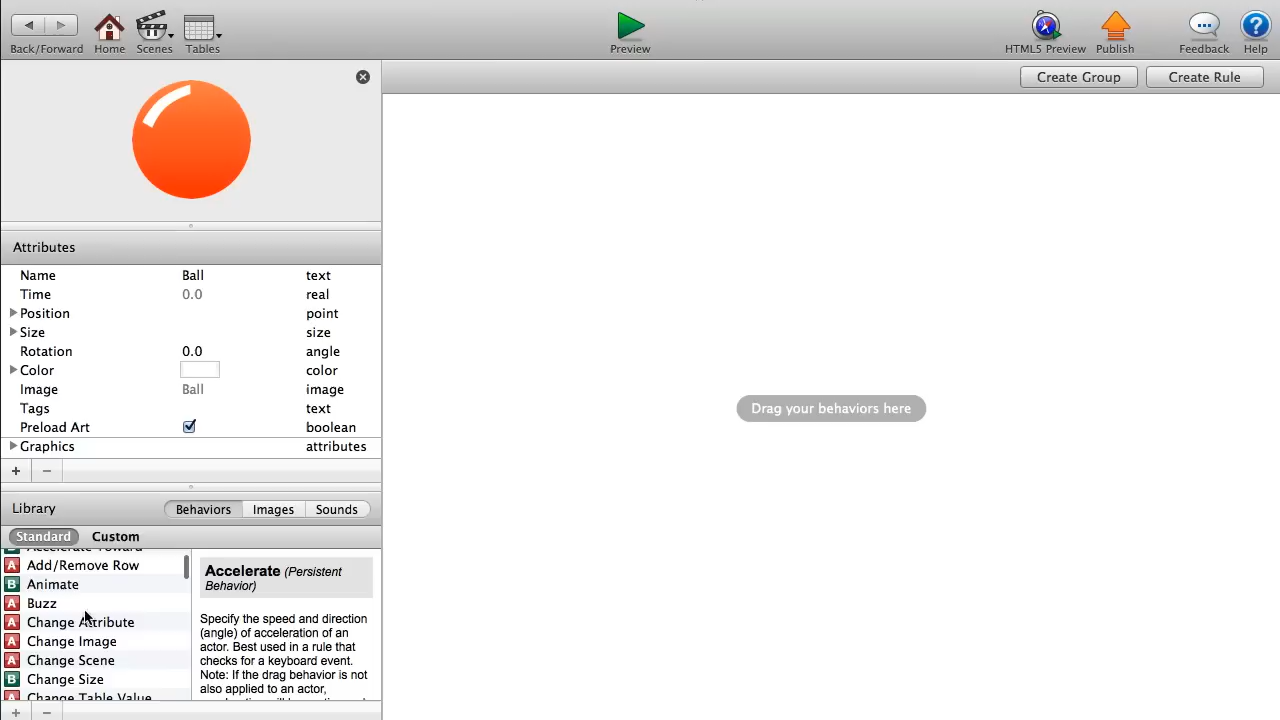 Back/Forward Home Scenes Tables Preview HTML5 Preview Publish Feedback Help
Create Group Create Rule
Attributes
Name Ball text
Time 0.0 real
Position point
Size size
Rotation 0.0 angle
Color color
Image Ball image
Tags text
Preload Art boolean
Graphics attributes
+ −
Drag your behaviors here
Library Behaviors Images Sounds
Standard Custom
Accelerate Toward
A Add/Remove Row
B Animate
A Buzz
A Change Attribute
A Change Image
A Change Scene
B Change Size
A Change Table Value
Accelerate (Persistent
Behavior)
Specify the speed and direction
(angle) of acceleration of an
actor. Best used in a rule that
checks for a keyboard event.
Note: If the drag behavior is not
also applied to an actor,
+ −